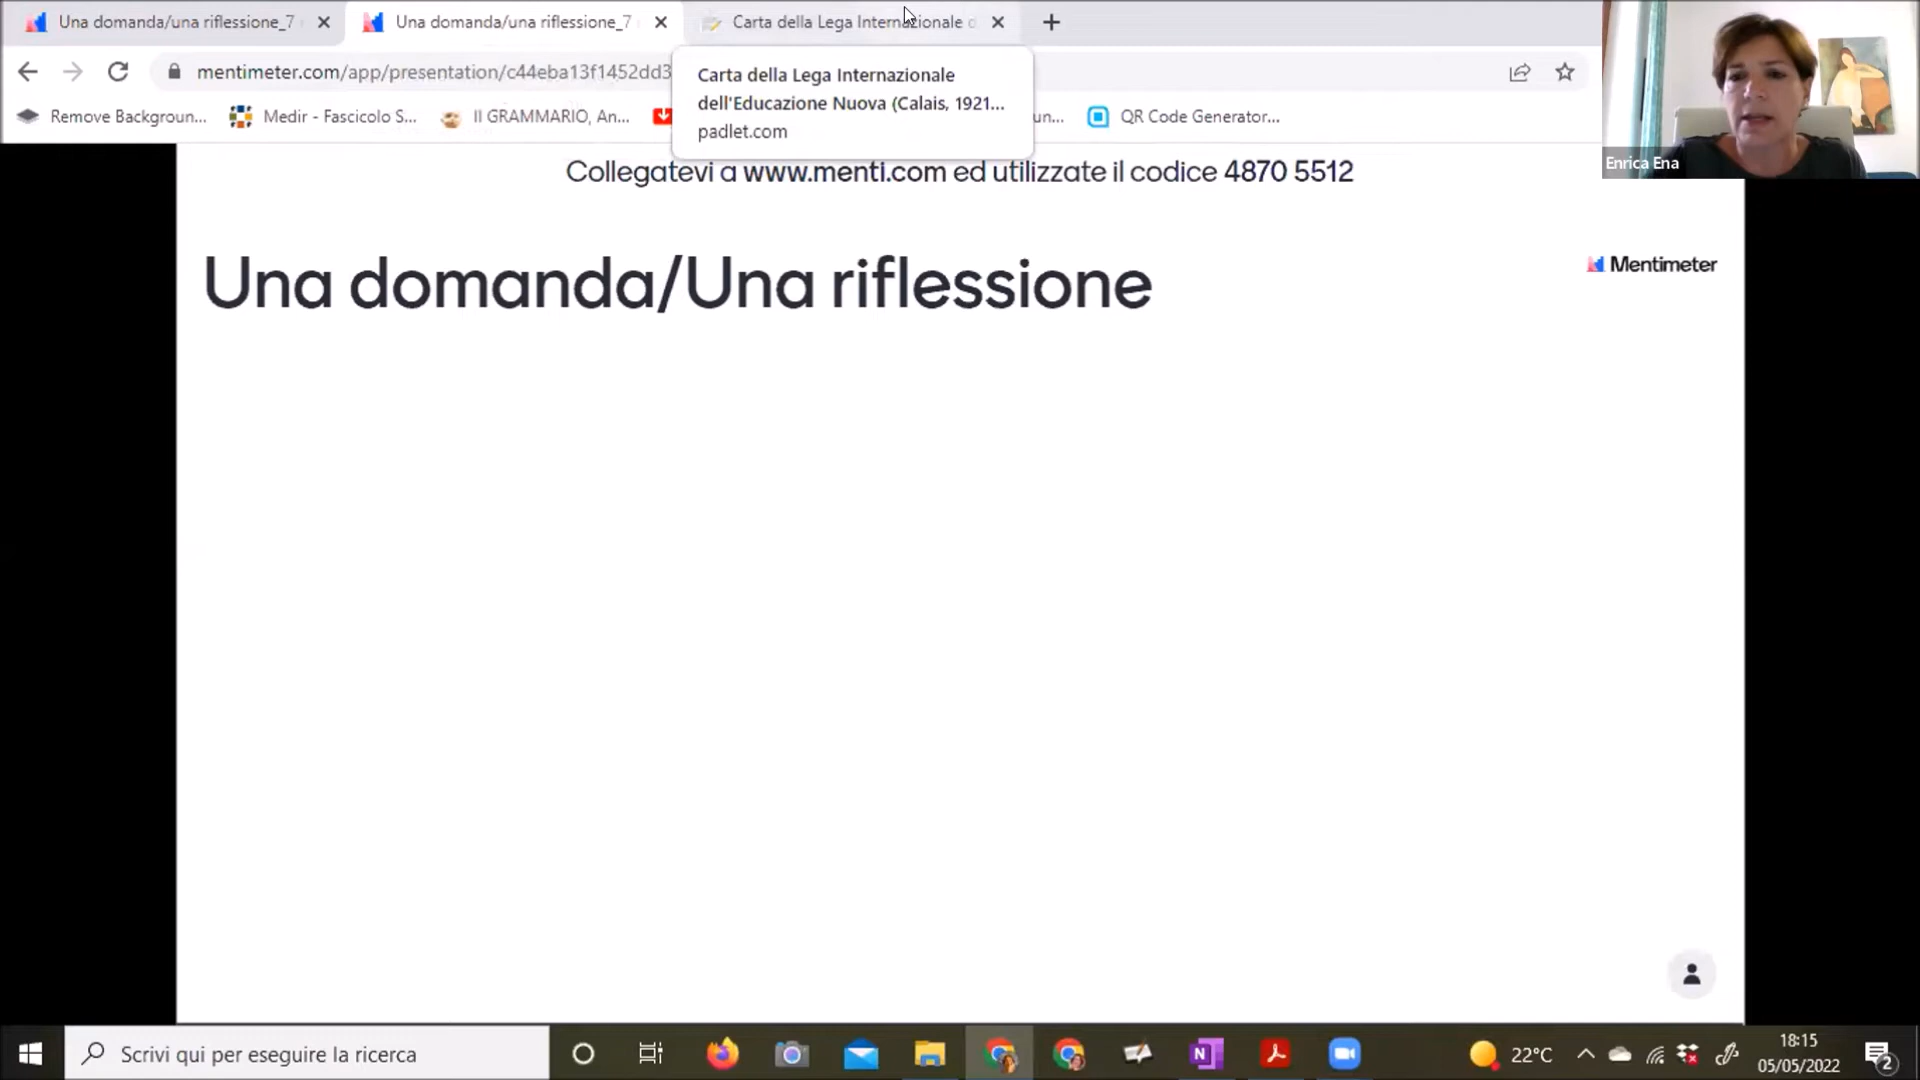 Una domanda/una riflessione_7
Una domanda/una riflessione_7
Carta della Lega Internazionale d
mentimeter.com/app/presentation/c44eba13f1452dd3
Carta della Lega Internazionale
dell'Educazione Nuova (Calais, 1921...
padlet.com
Remove Backgroun...
Medir - Fascicolo S...
Il GRAMMARIO, An...
un...
QR Code Generator...
Enrica Ena
Collegatevi a www.menti.com ed utilizzate il codice 4870 5512
Una domanda/Una riflessione
Mentimeter
Scrivi qui per eseguire la ricerca
22°C
18:15
05/05/2022
2